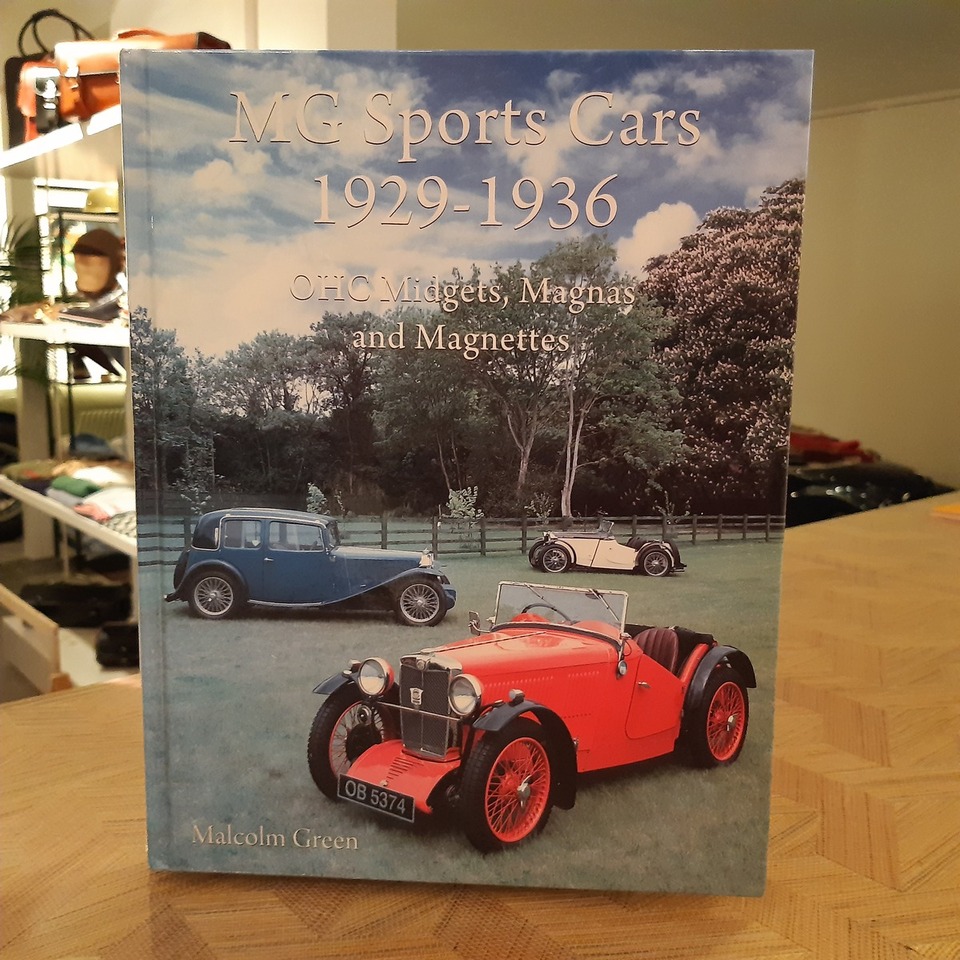 MG Sports Cars
1929-1936
OHC Midgets, Magnas
and Magnettes
OB 5374
Malcolm Green